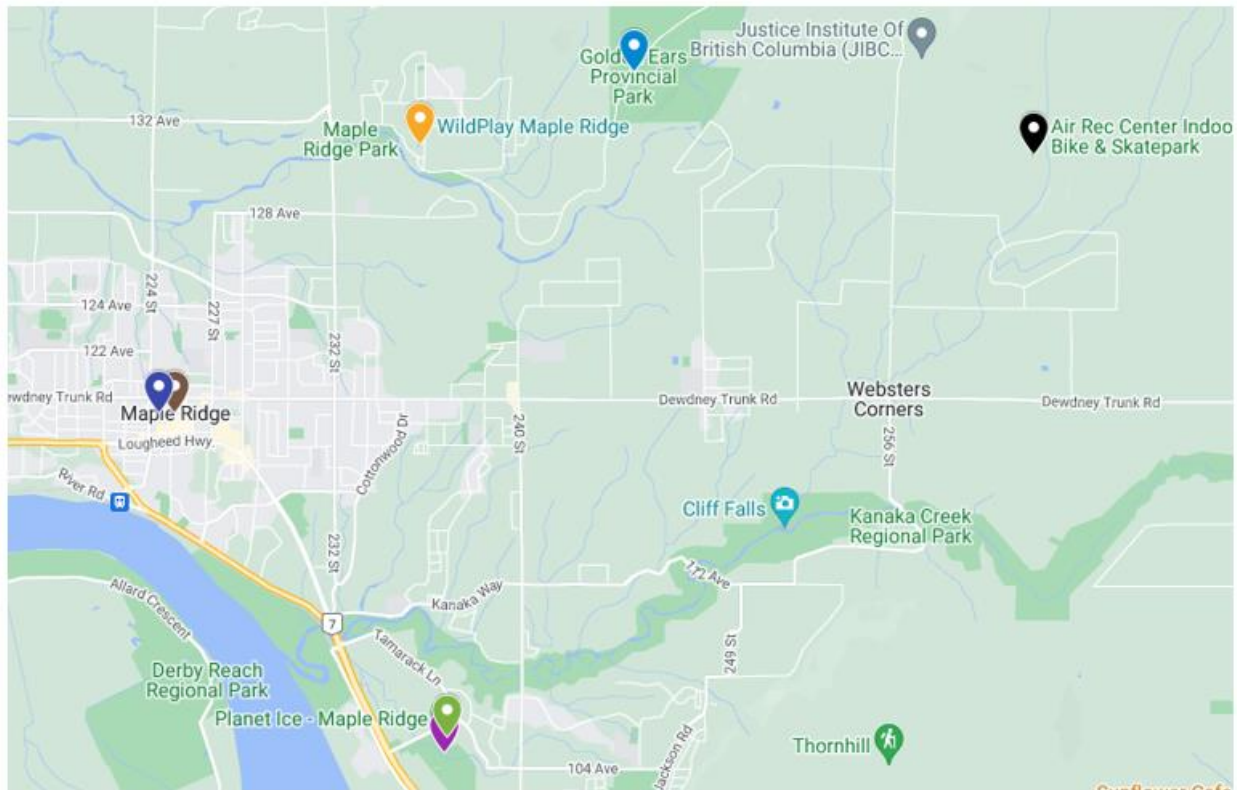 Justice Institute Of
British Columbia (JIBC...
Golden Ears
Provincial
Park
132 Ave
Maple
Ridge Park
WildPlay Maple Ridge
Air Rec Center Indoo
Bike & Skatepark
128 Ave
224 St
227 St
124 Ave
232 St
122 Ave
ewdney Trunk Rd
Maple Ridge
Lougheed Hwy
Cottonwood Dr
240 St
Dewdney Trunk Rd
Websters
Corners
Dewdney Trunk Rd
256 St
River Rd
Cliff Falls
Kanaka Creek
Regional Park
232 St
112 Ave
Allard Crescent
Kanaka Way
7
Tamarack Ln
249 St
Derby Reach
Regional Park
Planet Ice - Maple Ridge
Jackson Rd
Thornhill
104 Ave
Sunflower Cafe